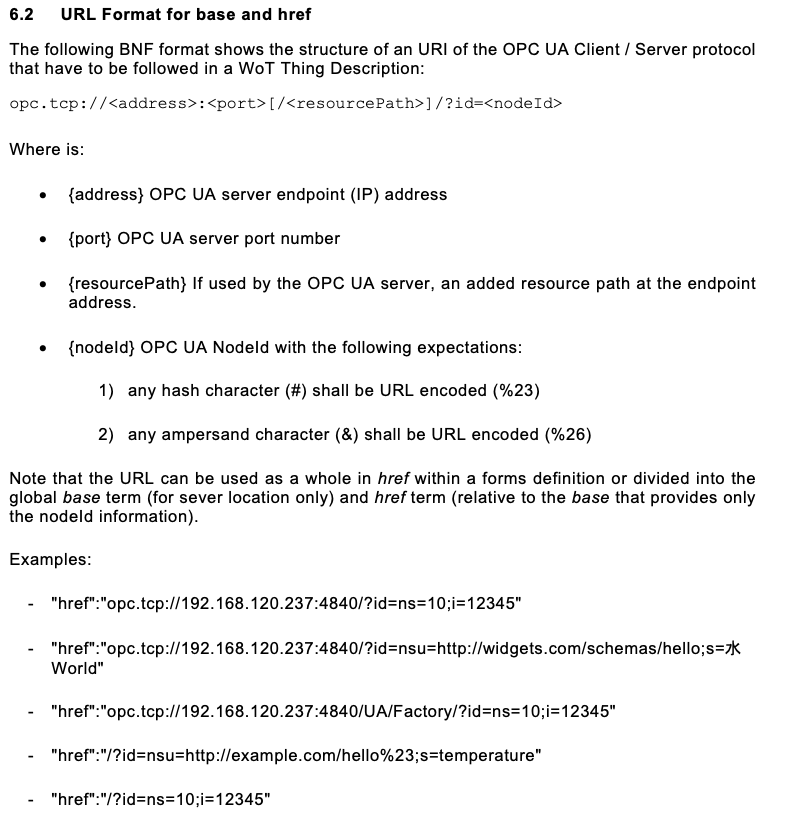 6.2 URL Format for base and href
The following BNF format shows the structure of an URI of the OPC UA Client / Server protocol
that have to be followed in a WoT Thing Description:
opc.tcp://<address>:<port>[/<resourcePath>]/?id=<nodeId>
Where is:
• {address} OPC UA server endpoint (IP) address
• {port} OPC UA server port number
• {resourcePath} If used by the OPC UA server, an added resource path at the endpoint
address.
• {nodeId} OPC UA NodeId with the following expectations:
1) any hash character (#) shall be URL encoded (%23)
2) any ampersand character (&) shall be URL encoded (%26)
Note that the URL can be used as a whole in href within a forms definition or divided into the
global base term (for sever location only) and href term (relative to the base that provides only
the nodeId information).
Examples:
- "href":"opc.tcp://192.168.120.237:4840/?id=ns=10;i=12345"
- "href":"opc.tcp://192.168.120.237:4840/?id=nsu=http://widgets.com/schemas/hello;s=水
World"
- "href":"opc.tcp://192.168.120.237:4840/UA/Factory/?id=ns=10;i=12345"
- "href":"/?id=nsu=http://example.com/hello%23;s=temperature"
- "href":"/?id=ns=10;i=12345"